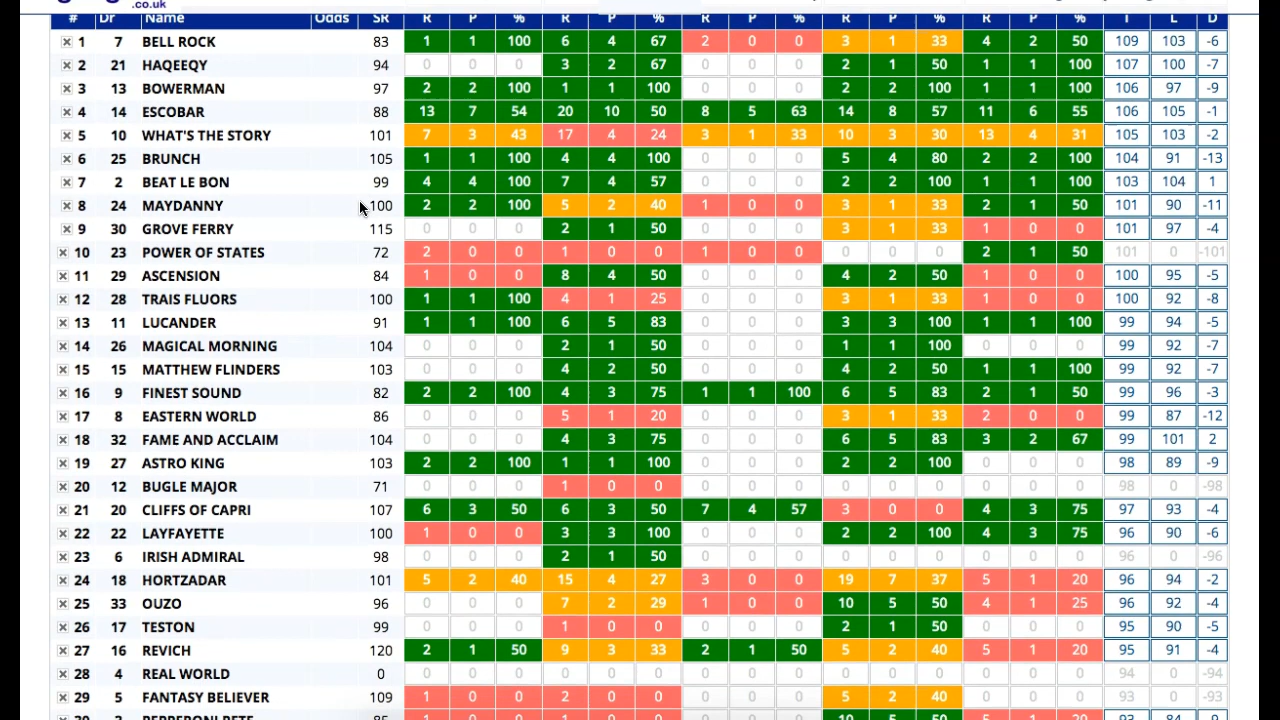 .co.uk
# Dr Name Odds SR R P % R P % R P % R P % R P % T L D
1 7 BELL ROCK 83 1 1 100 6 4 67 2 0 0 3 1 33 4 2 50 109 103 -6
2 21 HAQEEQY 94 0 0 0 3 2 67 0 0 0 2 1 50 1 1 100 107 100 -7
3 13 BOWERMAN 97 2 2 100 1 1 100 0 0 0 2 2 100 1 1 100 106 97 -9
4 14 ESCOBAR 88 13 7 54 20 10 50 8 5 63 14 8 57 11 6 55 106 105 -1
5 10 WHAT'S THE STORY 101 7 3 43 17 4 24 3 1 33 10 3 30 13 4 31 105 103 -2
6 25 BRUNCH 105 1 1 100 4 4 100 0 0 0 5 4 80 2 2 100 104 91 -13
7 2 BEAT LE BON 99 4 4 100 7 4 57 0 0 0 2 2 100 1 1 100 103 104 1
8 24 MAYDANNY 100 2 2 100 5 2 40 1 0 0 3 1 33 2 1 50 101 90 -11
9 30 GROVE FERRY 115 0 0 0 2 1 50 0 0 0 3 1 33 1 0 0 101 97 -4
10 23 POWER OF STATES 72 2 0 0 1 0 0 1 0 0 0 0 0 2 1 50 101 0 -101
11 29 ASCENSION 84 1 0 0 8 4 50 0 0 0 4 2 50 1 0 0 100 95 -5
12 28 TRAIS FLUORS 100 1 1 100 4 1 25 0 0 0 3 1 33 1 0 0 100 92 -8
13 11 LUCANDER 91 1 1 100 6 5 83 0 0 0 3 3 100 1 1 100 99 94 -5
14 26 MAGICAL MORNING 104 0 0 0 2 1 50 0 0 0 1 1 100 0 0 0 99 92 -7
15 15 MATTHEW FLINDERS 103 0 0 0 4 2 50 0 0 0 4 2 50 1 1 100 99 92 -7
16 9 FINEST SOUND 82 2 2 100 4 3 75 1 1 100 6 5 83 2 1 50 99 96 -3
17 8 EASTERN WORLD 86 0 0 0 5 1 20 0 0 0 3 1 33 2 0 0 99 87 -12
18 32 FAME AND ACCLAIM 104 0 0 0 4 3 75 0 0 0 6 5 83 3 2 67 99 101 2
19 27 ASTRO KING 103 2 2 100 1 1 100 0 0 0 2 2 100 0 0 0 98 89 -9
20 12 BUGLE MAJOR 71 0 0 0 1 0 0 0 0 0 0 0 0 0 0 0 98 0 -98
21 20 CLIFFS OF CAPRI 107 6 3 50 6 3 50 7 4 57 3 0 0 4 3 75 97 93 -4
22 22 LAYFAYETTE 100 1 0 0 3 3 100 0 0 0 2 2 100 4 3 75 96 90 -6
23 6 IRISH ADMIRAL 98 0 0 0 2 1 50 0 0 0 0 0 0 0 0 0 96 0 -96
24 18 HORTZADAR 101 5 2 40 15 4 27 3 0 0 19 7 37 5 1 20 96 94 -2
25 33 OUZO 96 0 0 0 7 2 29 1 0 0 10 5 50 4 1 25 96 92 -4
26 17 TESTON 99 0 0 0 1 0 0 0 0 0 2 1 50 0 0 0 95 90 -5
27 16 REVICH 120 2 1 50 9 3 33 2 1 50 5 2 40 5 1 20 95 91 -4
28 4 REAL WORLD 0 0 0 0 0 0 0 0 0 0 0 0 0 0 0 0 94 0 -94
29 5 FANTASY BELIEVER 109 1 0 0 2 0 0 0 0 0 5 2 40 0 0 0 93 0 -93